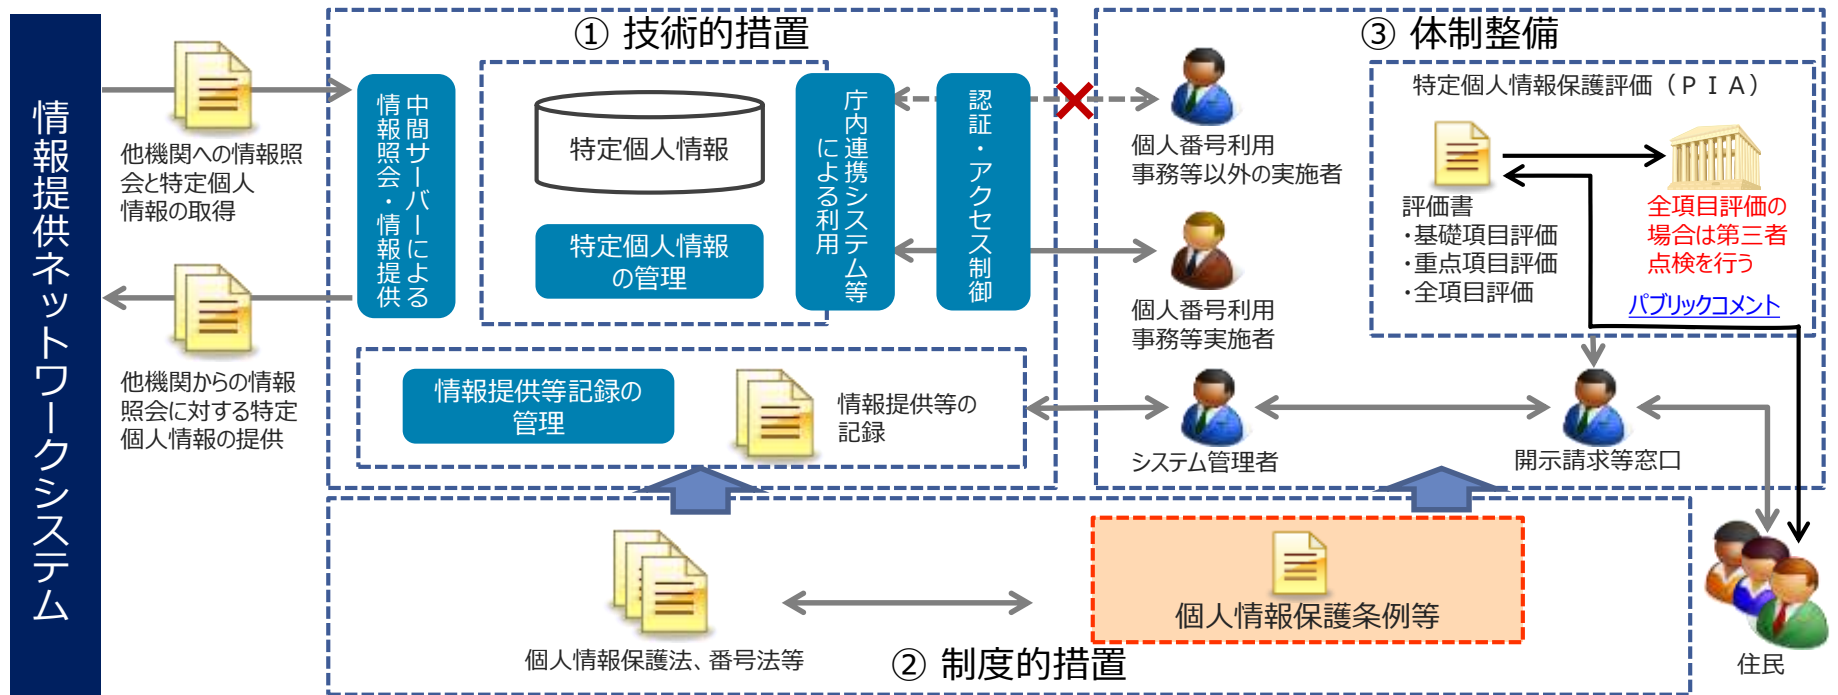 情報提供ネットワークシステム
他機関への情報照
会と特定個人
情報の取得
他機関からの情報
照会に対する特定
個人情報の提供
① 技術的措置
中間サーバーによる
情報照会・情報提供
特定個人情報
特定個人情報
の管理
庁内連携システム等
による利用
認証・アクセス制御
情報提供等記録の
管理
情報提供等の
記録
③ 体制整備
個人番号利用
事務等以外の実施者
個人番号利用
事務等実施者
システム管理者
特定個人情報保護評価(PIA)
評価書
・基礎項目評価
・重点項目評価
・全項目評価
全項目評価の
場合は第三者
点検を行う
パブリックコメント
開示請求等窓口
個人情報保護法、番号法等
個人情報保護条例等
② 制度的措置
住民